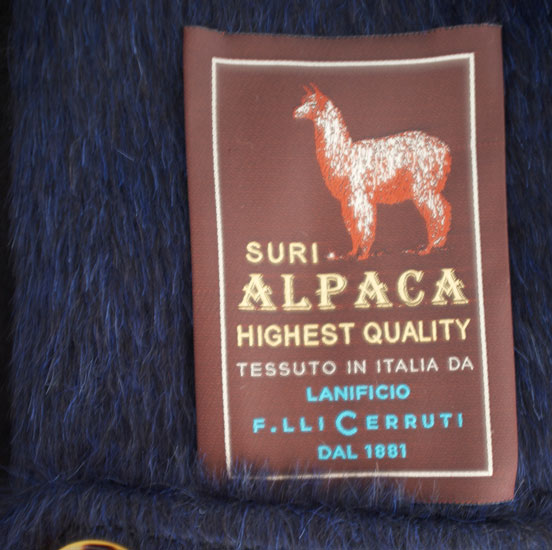 SURI
ALPACA
HIGHEST QUALITY
TESSUTO IN ITALIA DA
LANIFICIO
F.LLI CERRUTI
DAL 1881